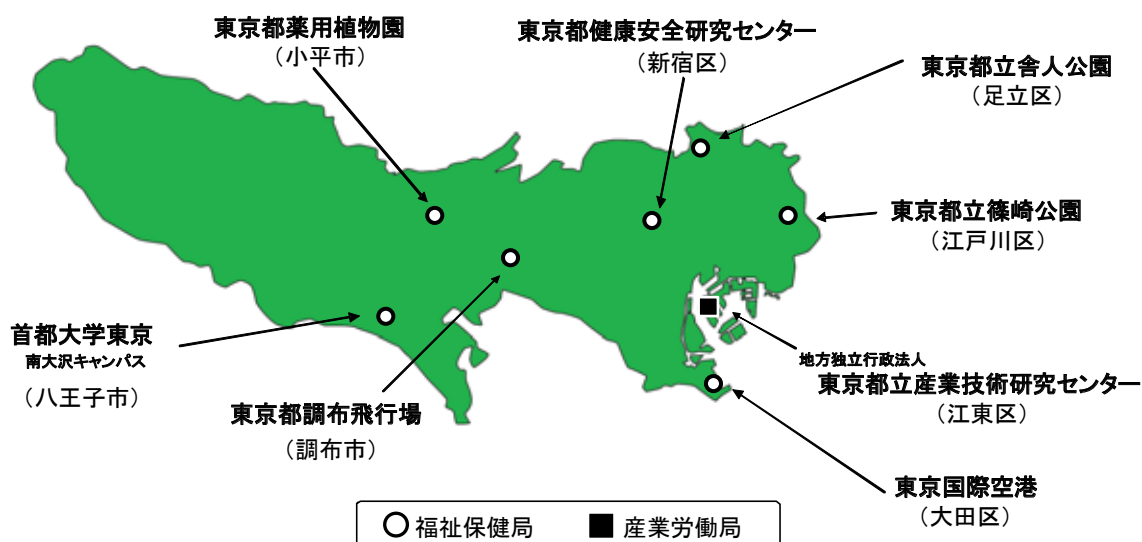 東京都薬用植物園
（小平市）
東京都健康安全研究センター
（新宿区）
東京都立舎人公園
（足立区）
東京都立篠崎公園
（江戸川区）
首都大学東京
南大沢キャンパス
（八王子市）
東京都調布飛行場
（調布市）
地方独立行政法人
東京都立産業技術研究センター
（江東区）
東京国際空港
（大田区）
福祉保健局 産業労働局